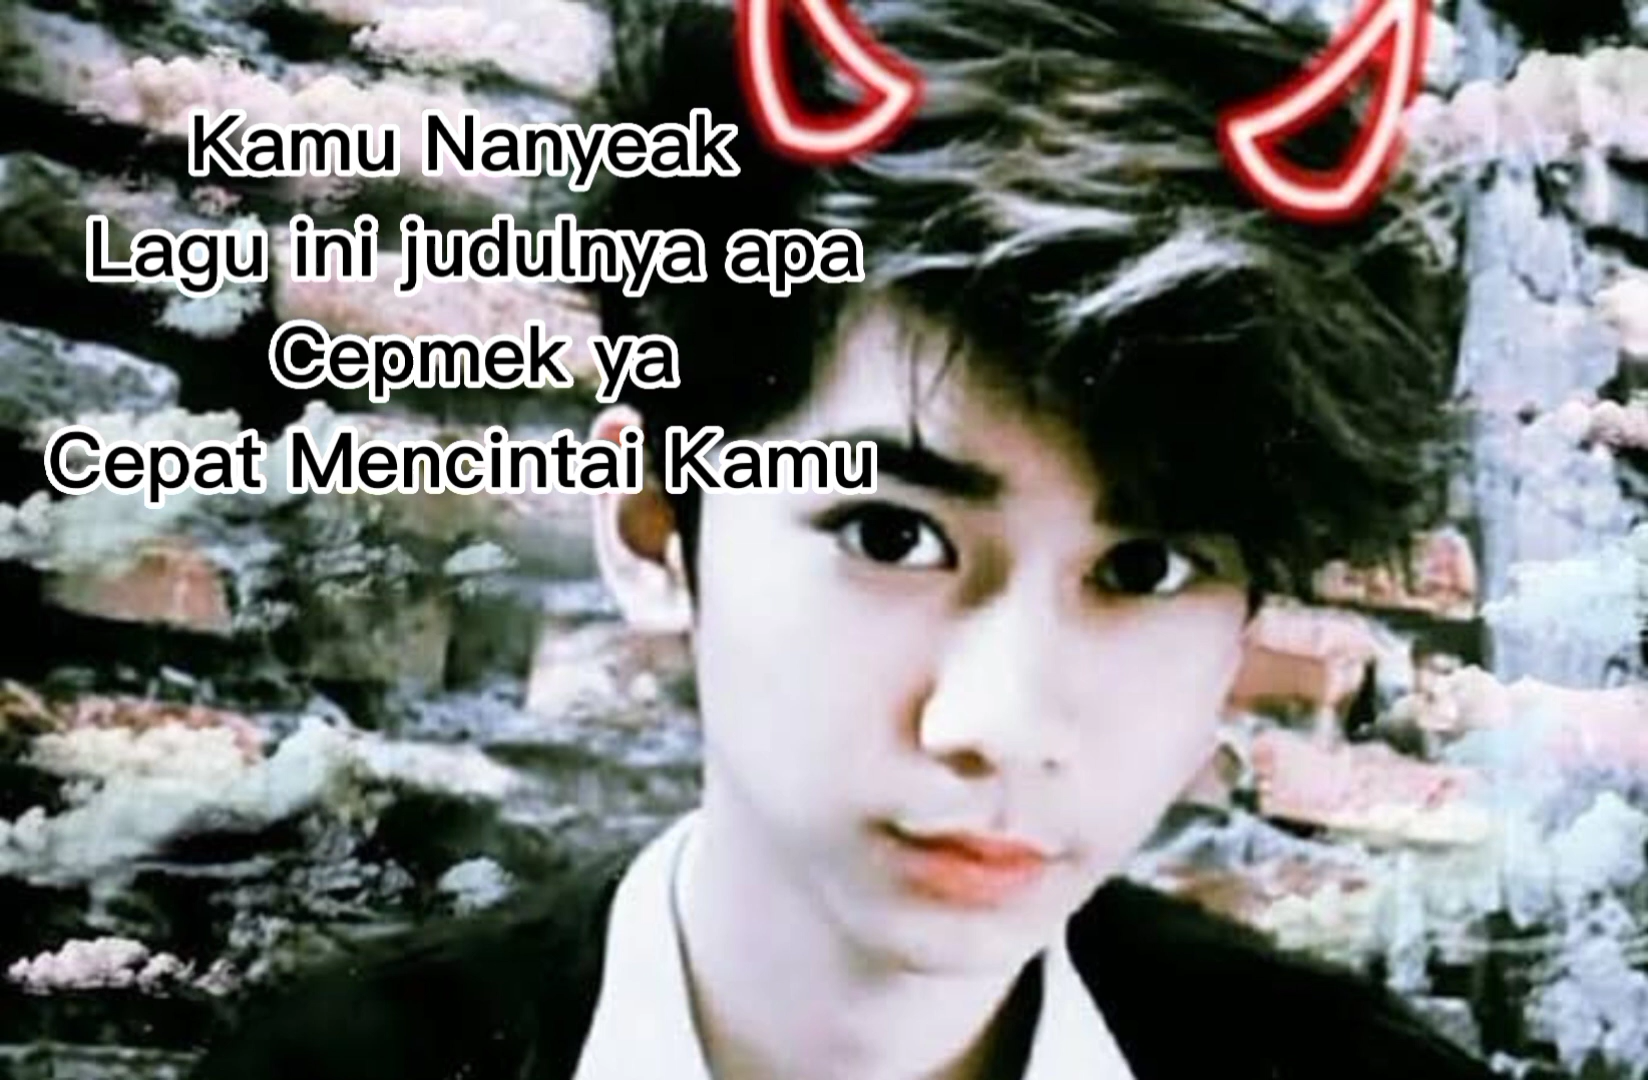 Kamu Nanyeak
Lagu ini judulnya apa
Cepmek ya
Cepat Mencintai Kamu